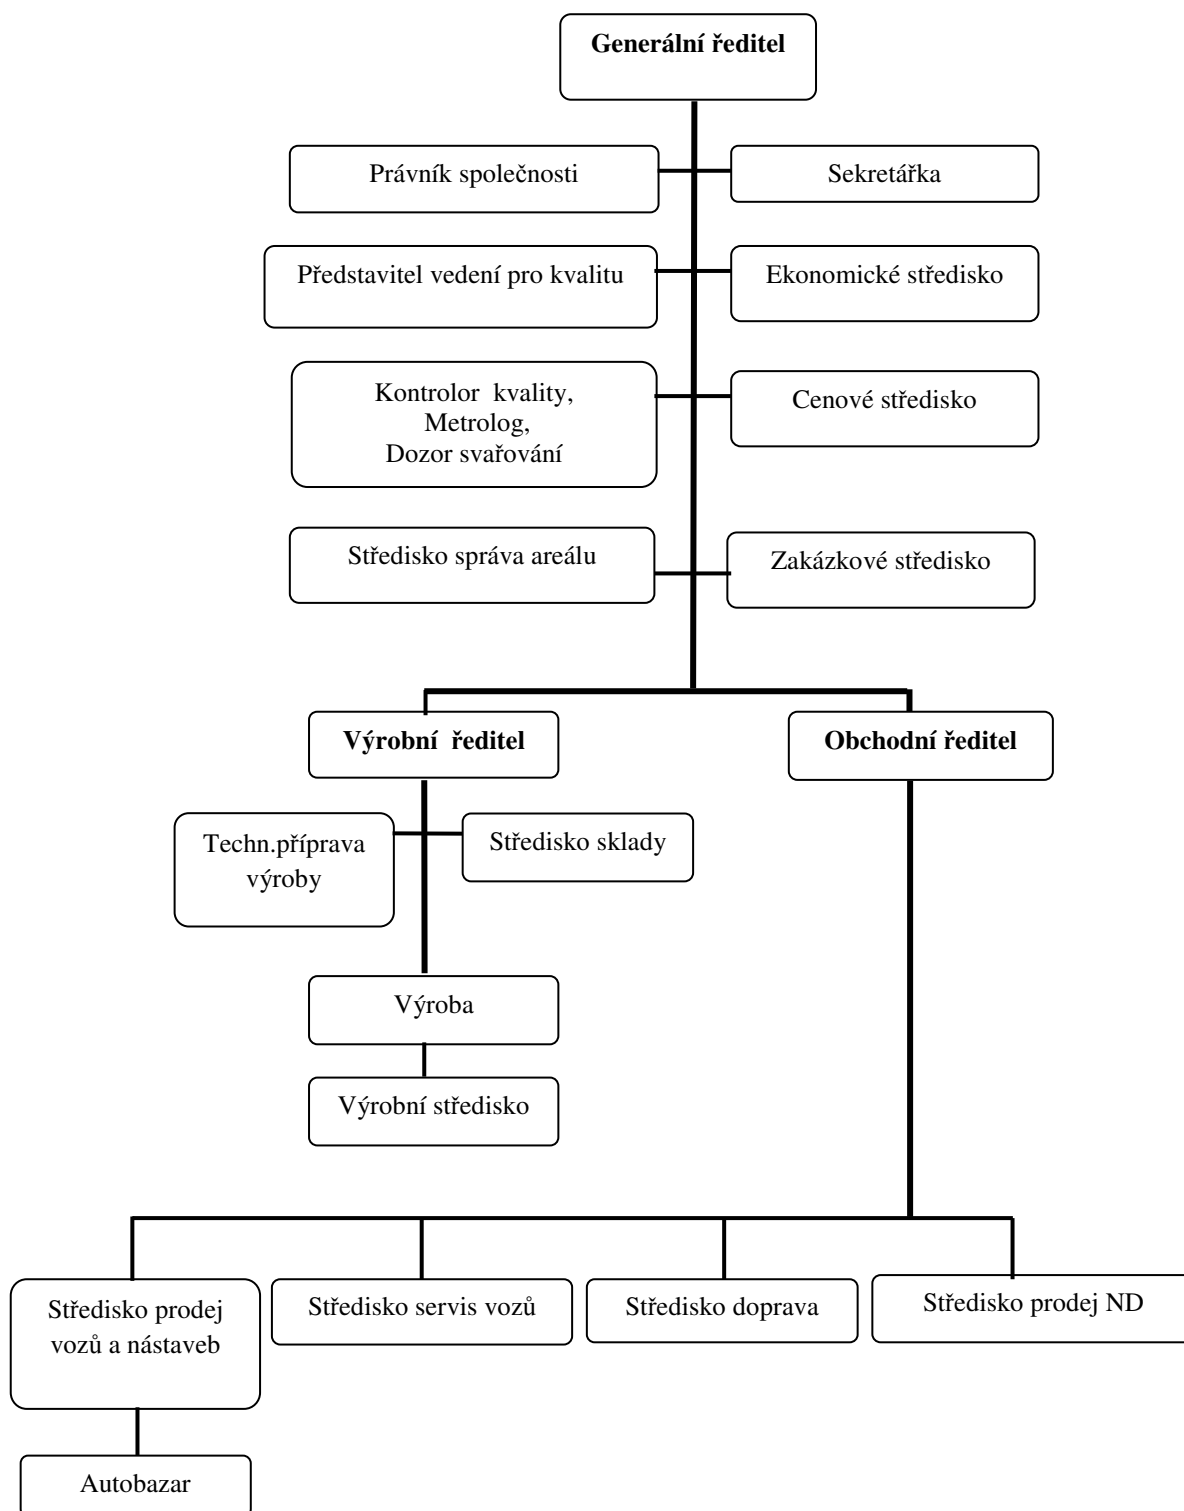 Generální ředitel
Právník společnosti
Sekretářka
Představitel vedení pro kvalitu
Ekonomické středisko
Kontrolor  kvality,
Metrolog,
Dozor svařování
Cenové středisko
Středisko správa areálu
Zakázkové středisko
Výrobní  ředitel
Obchodní ředitel
Techn.příprava
výroby
Středisko sklady
Výroba
Výrobní středisko
Středisko prodej
vozů a nástaveb
Středisko servis vozů
Středisko doprava
Středisko prodej ND
Autobazar